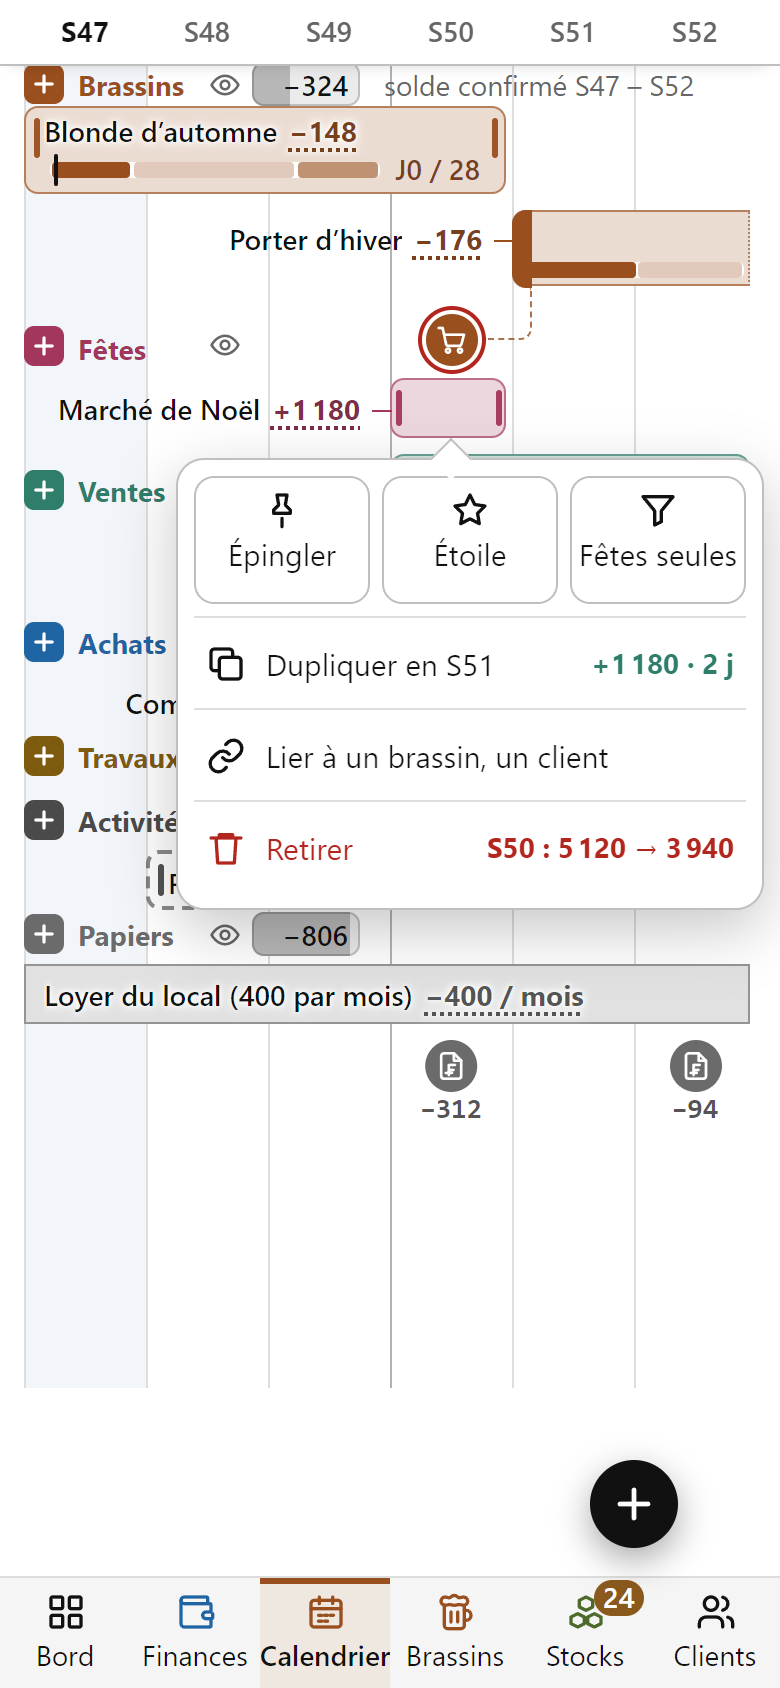 S47 S48 S49 S50 S51 S52
Brassins −324 solde confirmé S47 – S52
Blonde d’automne −148
J0 / 28
Porter d’hiver −176
Fêtes
Marché de Noël +1 180
Ventes
Épingler Étoile Fêtes seules
Achats
Dupliquer en S51 +1 180 · 2 j
Travaux
Lier à un brassin, un client
Activité
Retirer S50 : 5 120 → 3 940
Papiers −806
Loyer du local (400 par mois) −400 / mois
−312 −94
24
Bord Finances Calendrier Brassins Stocks Clients